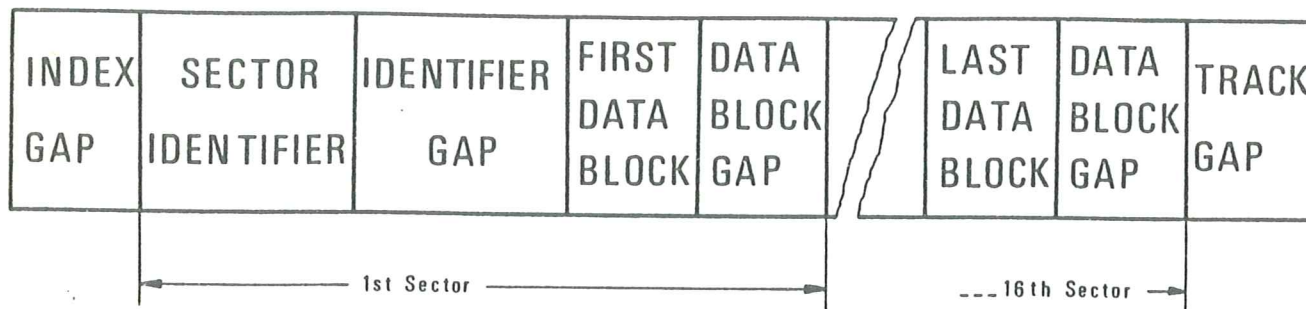 INDEX
GAP
SECTOR
IDENTIFIER
IDENTIFIER
GAP
FIRST
DATA
BLOCK
DATA
BLOCK
GAP
LAST
DATA
BLOCK
DATA
BLOCK
GAP
TRACK
GAP
1st Sector
---16th Sector